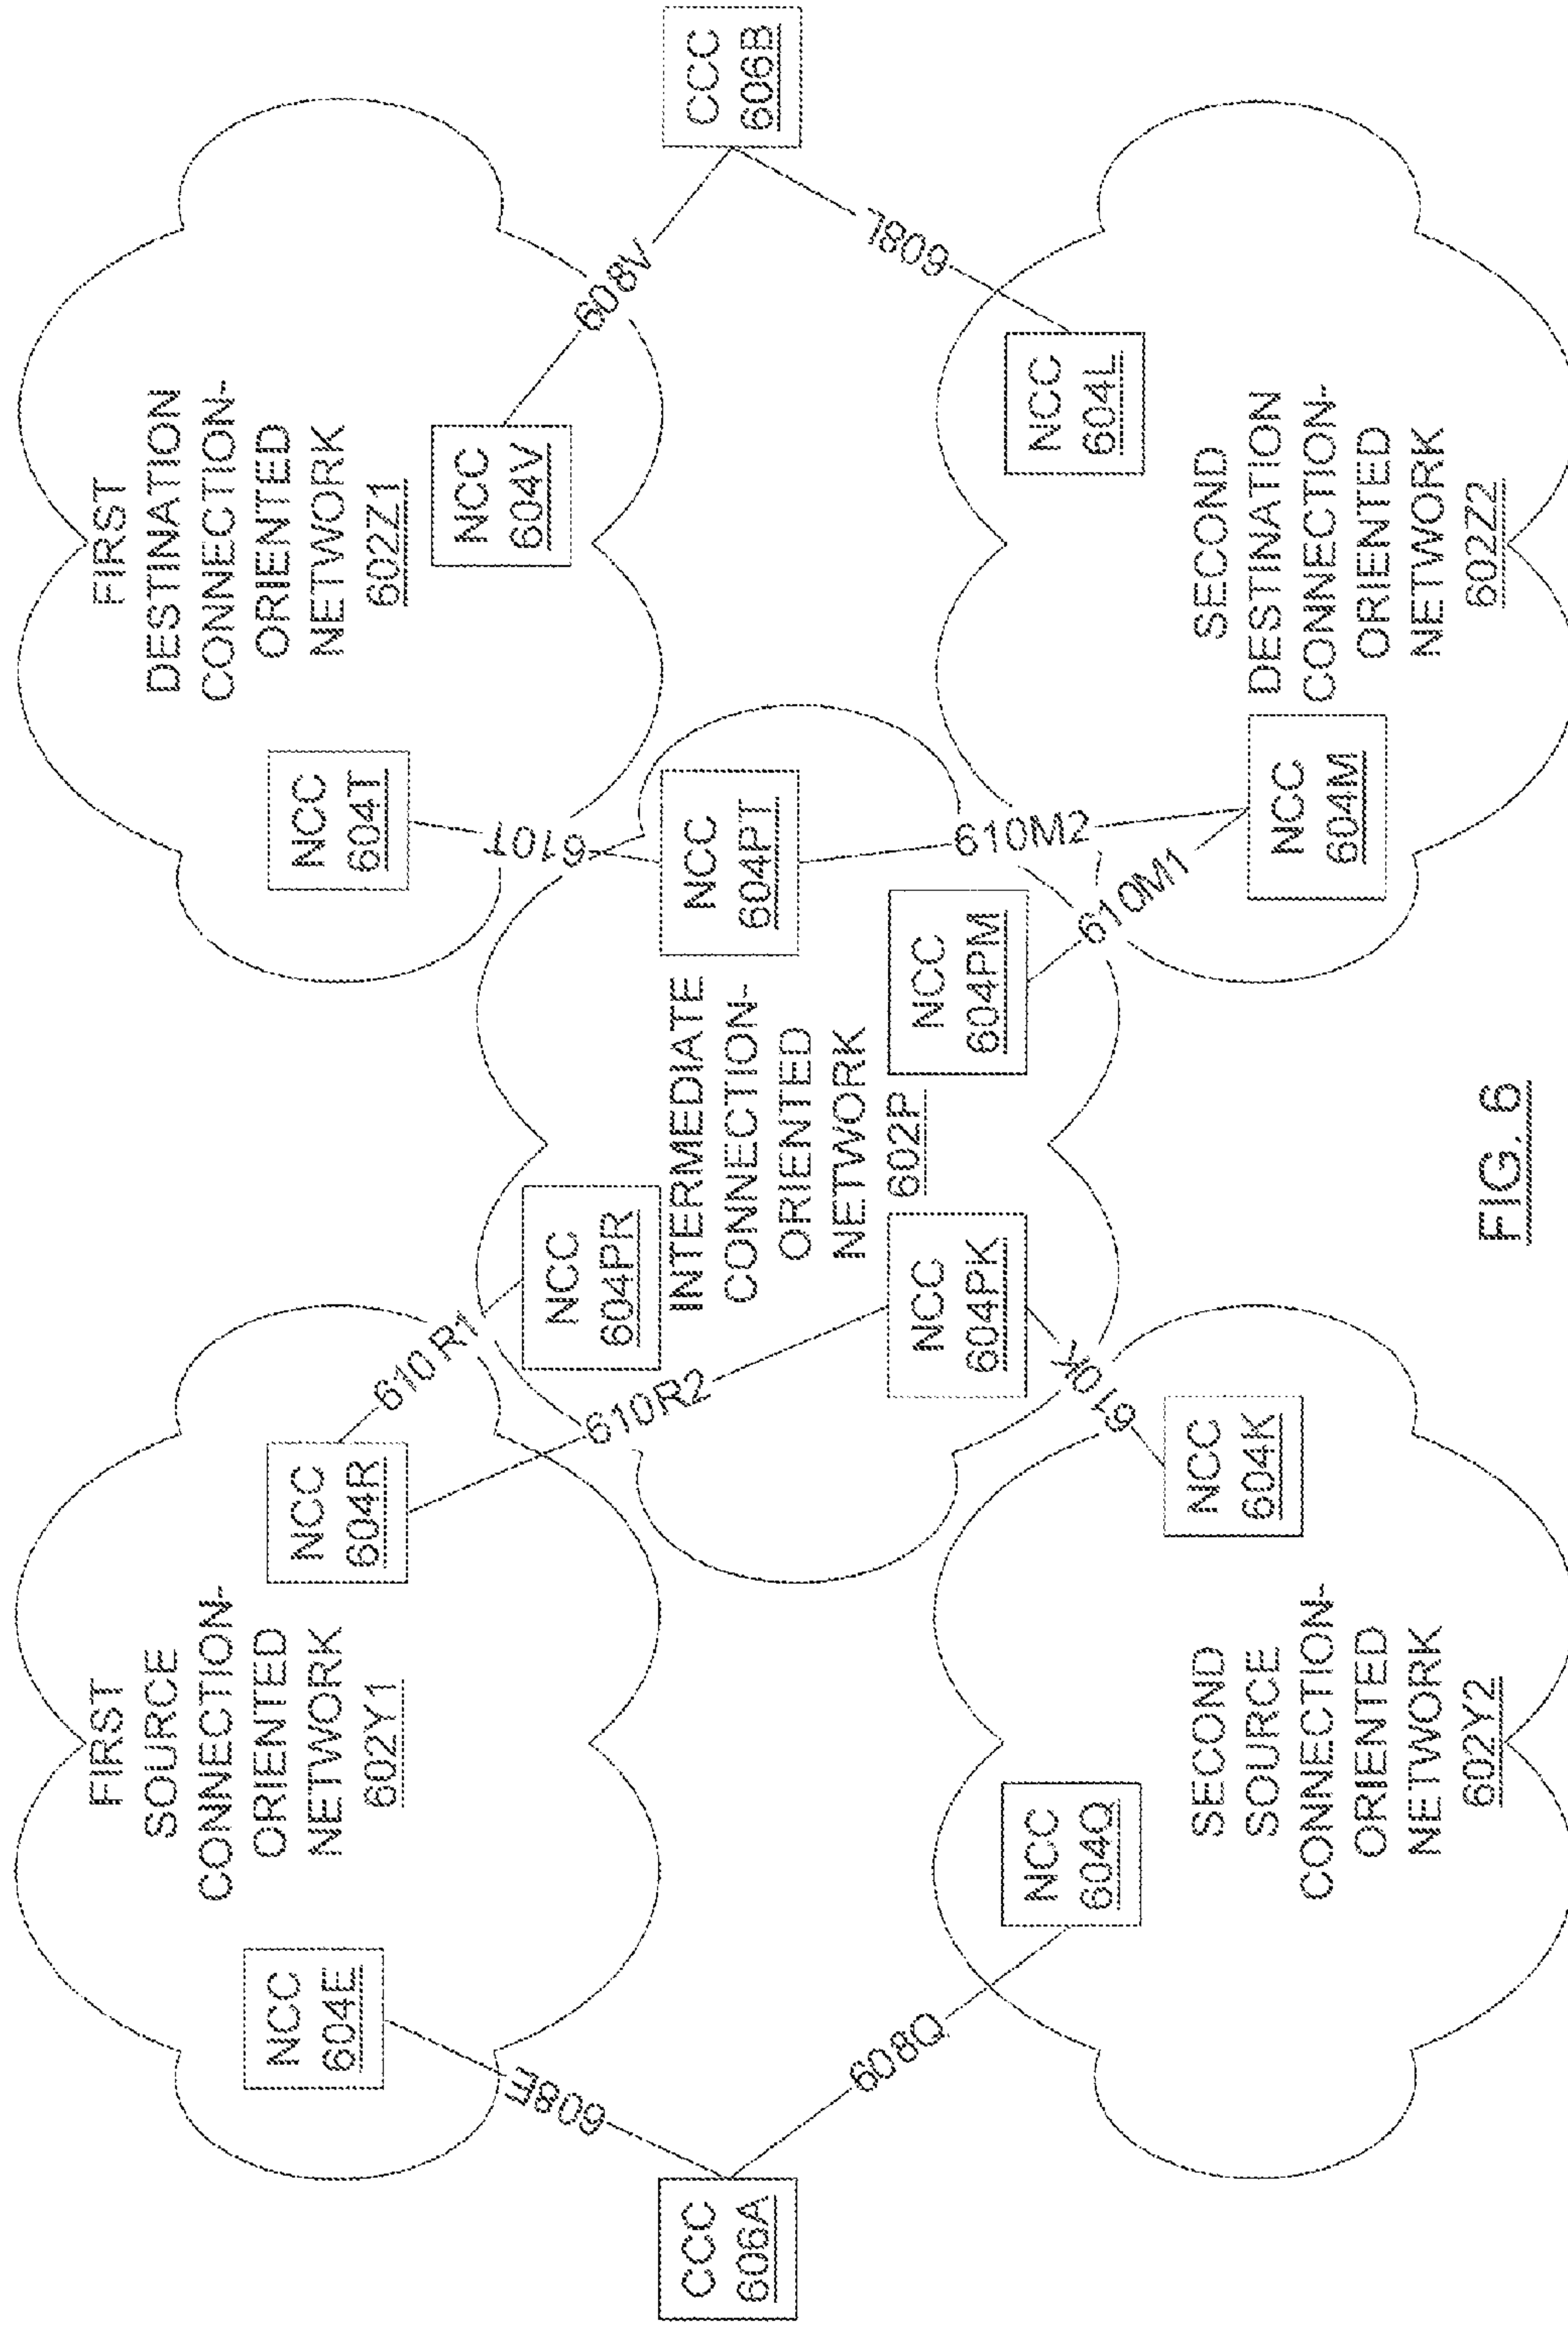 FIRST
SOURCE
CONNECTION-
ORIENTED
NETWORK
602Y1
NCC
604E
NCC
604R
608E
610R1
610R2
CCC
606A
608Q
SECOND
SOURCE
CONNECTION-
ORIENTED
NETWORK
602Y2
NCC
604Q
NCC
604K
610K
INTERMEDIATE
CONNECTION-
ORIENTED
NETWORK
602P
NCC
604PR
NCC
604PK
NCC
604PT
NCC
604PM
610T
610M2
610M1
FIRST
DESTINATION
CONNECTION-
ORIENTED
NETWORK
602Z1
NCC
604T
NCC
604V
608V
CCC
606B
608L
SECOND
DESTINATION
CONNECTION-
ORIENTED
NETWORK
602Z2
NCC
604L
NCC
604M
FIG. 6